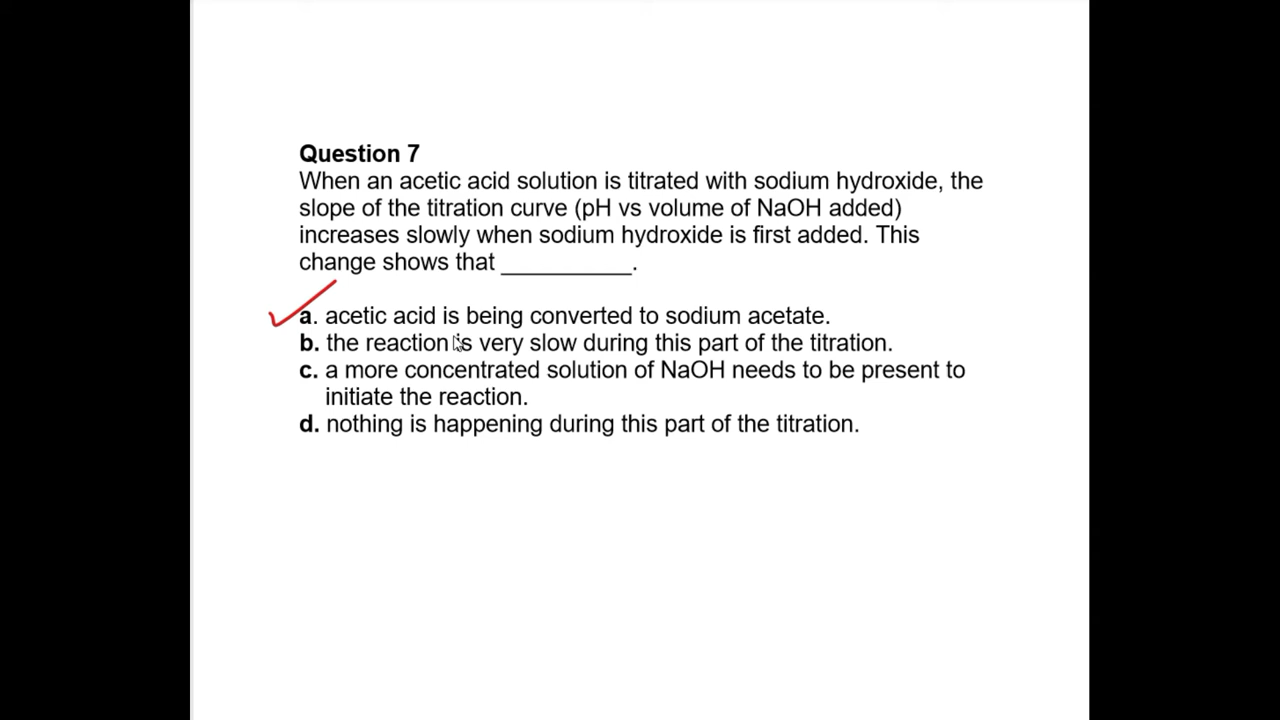 Question 7
When an acetic acid solution is titrated with sodium hydroxide, the
slope of the titration curve (pH vs volume of NaOH added)
increases slowly when sodium hydroxide is first added. This
change shows that __________.
a. acetic acid is being converted to sodium acetate.
b. the reaction is very slow during this part of the titration.
c. a more concentrated solution of NaOH needs to be present to
initiate the reaction.
d. nothing is happening during this part of the titration.